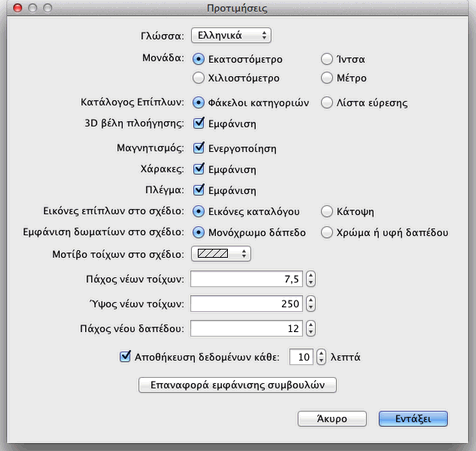 Προτιμήσεις
Γλώσσα: Ελληνικά
Μονάδα: Εκατοστόμετρο Ίντσα
Χιλιοστόμετρο Μέτρο
Κατάλογος Επίπλων: Φάκελοι κατηγοριών Λίστα εύρεσης
3D βέλη πλοήγησης: Εμφάνιση
Μαγνητισμός: Ενεργοποίηση
Χάρακες: Εμφάνιση
Πλέγμα: Εμφάνιση
Εικόνες επίπλων στο σχέδιο: Εικόνες καταλόγου Κάτοψη
Εμφάνιση δωματίων στο σχέδιο: Μονόχρωμο δάπεδο Χρώμα ή υφή δαπέδου
Μοτίβο τοίχων στο σχέδιο:
Πάχος νέων τοίχων: 7,5
Ύψος νέων τοίχων: 250
Πάχος νέου δαπέδου: 12
Αποθήκευση δεδομένων κάθε: 10 λεπτά
Επαναφορά εμφάνισης συμβουλών
Άκυρο Εντάξει